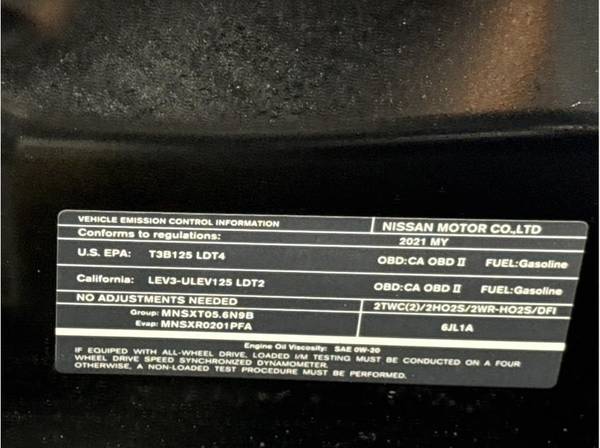 VEHICLE EMISSION CONTROL INFORMATION
NISSAN MOTOR CO.,LTD
Conforms to regulations:
2021 MY
U.S. EPA: T3B125 LDT4 OBD:CA OBD II FUEL:Gasoline
California: LEV3-ULEV125 LDT2 OBD:CA OBD II FUEL:Gasoline
NO ADJUSTMENTS NEEDED
2TWC(2)/2HO2S/2WR-HO2S/DFI
Group: MNSXT05.6N9B
Evap: MNSXR0201PFA
6JL1A
Engine Oil Viscosity: SAE 0W-20
IF EQUIPPED WITH ALL-WHEEL DRIVE, LOADED I/M TESTING MUST BE CONDUCTED ON A FOUR
WHEEL DRIVE SPEED SYNCHRONIZED DYNAMOMETER.
OTHERWISE, A NON-LOADED TEST PROCEDURE MUST BE PERFORMED.